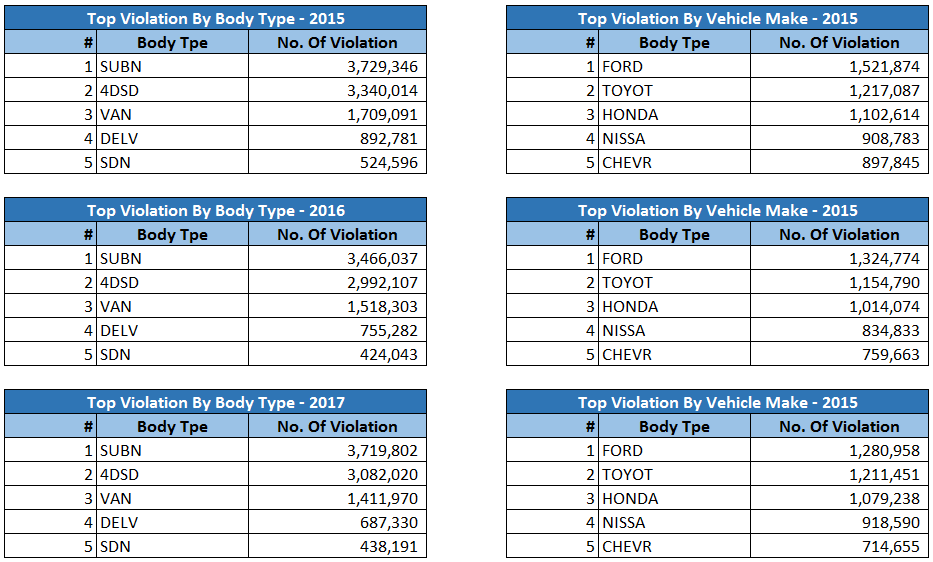 Top Violation By Body Type - 2015
# Body Tpe No. Of Violation
1 SUBN 3,729,346
2 4DSD 3,340,014
3 VAN 1,709,091
4 DELV 892,781
5 SDN 524,596
Top Violation By Vehicle Make - 2015
# Body Tpe No. Of Violation
1 FORD 1,521,874
2 TOYOT 1,217,087
3 HONDA 1,102,614
4 NISSA 908,783
5 CHEVR 897,845
Top Violation By Body Type - 2016
# Body Tpe No. Of Violation
1 SUBN 3,466,037
2 4DSD 2,992,107
3 VAN 1,518,303
4 DELV 755,282
5 SDN 424,043
Top Violation By Vehicle Make - 2015
# Body Tpe No. Of Violation
1 FORD 1,324,774
2 TOYOT 1,154,790
3 HONDA 1,014,074
4 NISSA 834,833
5 CHEVR 759,663
Top Violation By Body Type - 2017
# Body Tpe No. Of Violation
1 SUBN 3,719,802
2 4DSD 3,082,020
3 VAN 1,411,970
4 DELV 687,330
5 SDN 438,191
Top Violation By Vehicle Make - 2015
# Body Tpe No. Of Violation
1 FORD 1,280,958
2 TOYOT 1,211,451
3 HONDA 1,079,238
4 NISSA 918,590
5 CHEVR 714,655